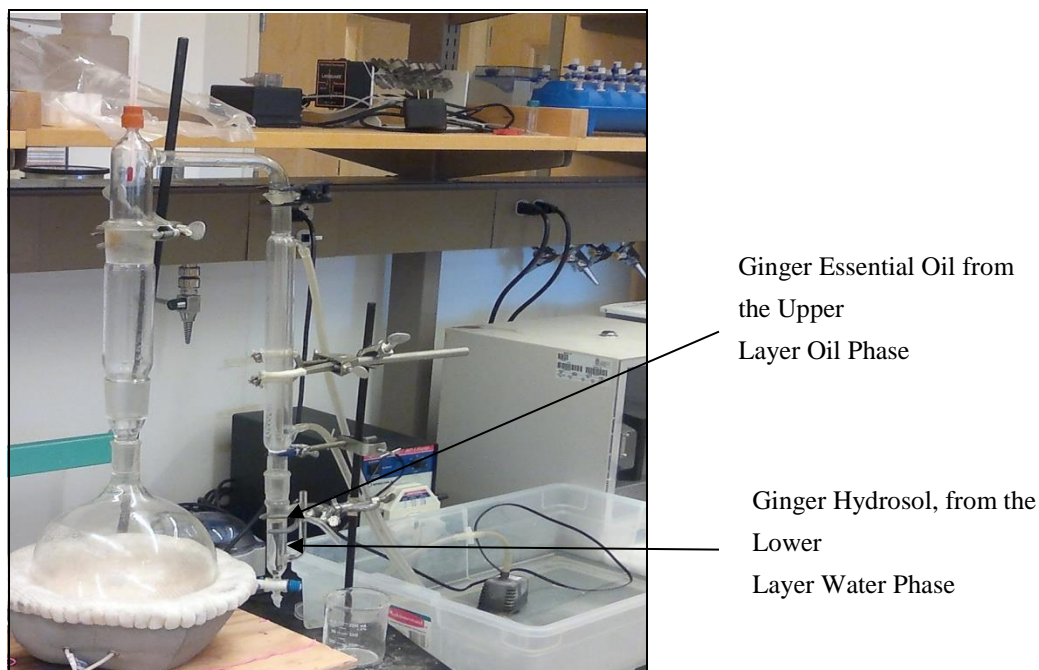 Ginger Essential Oil from
the Upper
Layer Oil Phase
Ginger Hydrosol, from the
Lower
Layer Water Phase